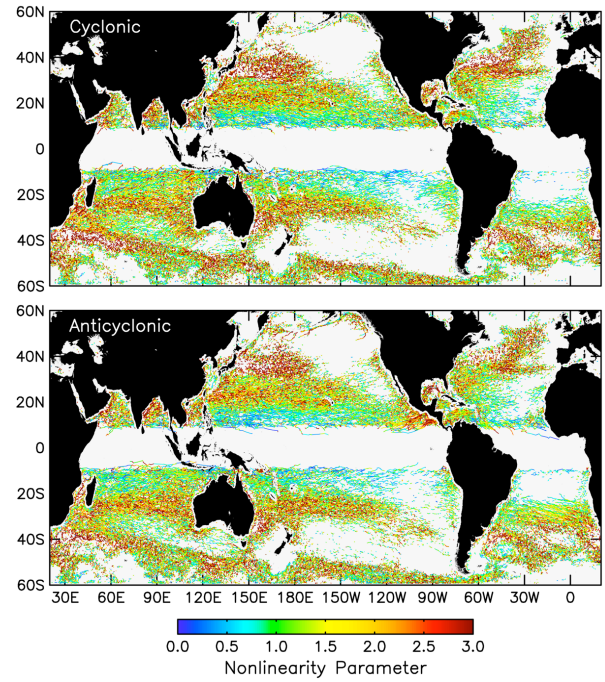 60N
Cyclonic
40N
20N
0
20S
40S
60S
60N
Anticyclonic
40N
20N
0
20S
40S
60S
30E 60E 90E 120E 150E 180E 150W 120W 90W 60W 30W 0
0.0 0.5 1.0 1.5 2.0 2.5 3.0
Nonlinearity Parameter